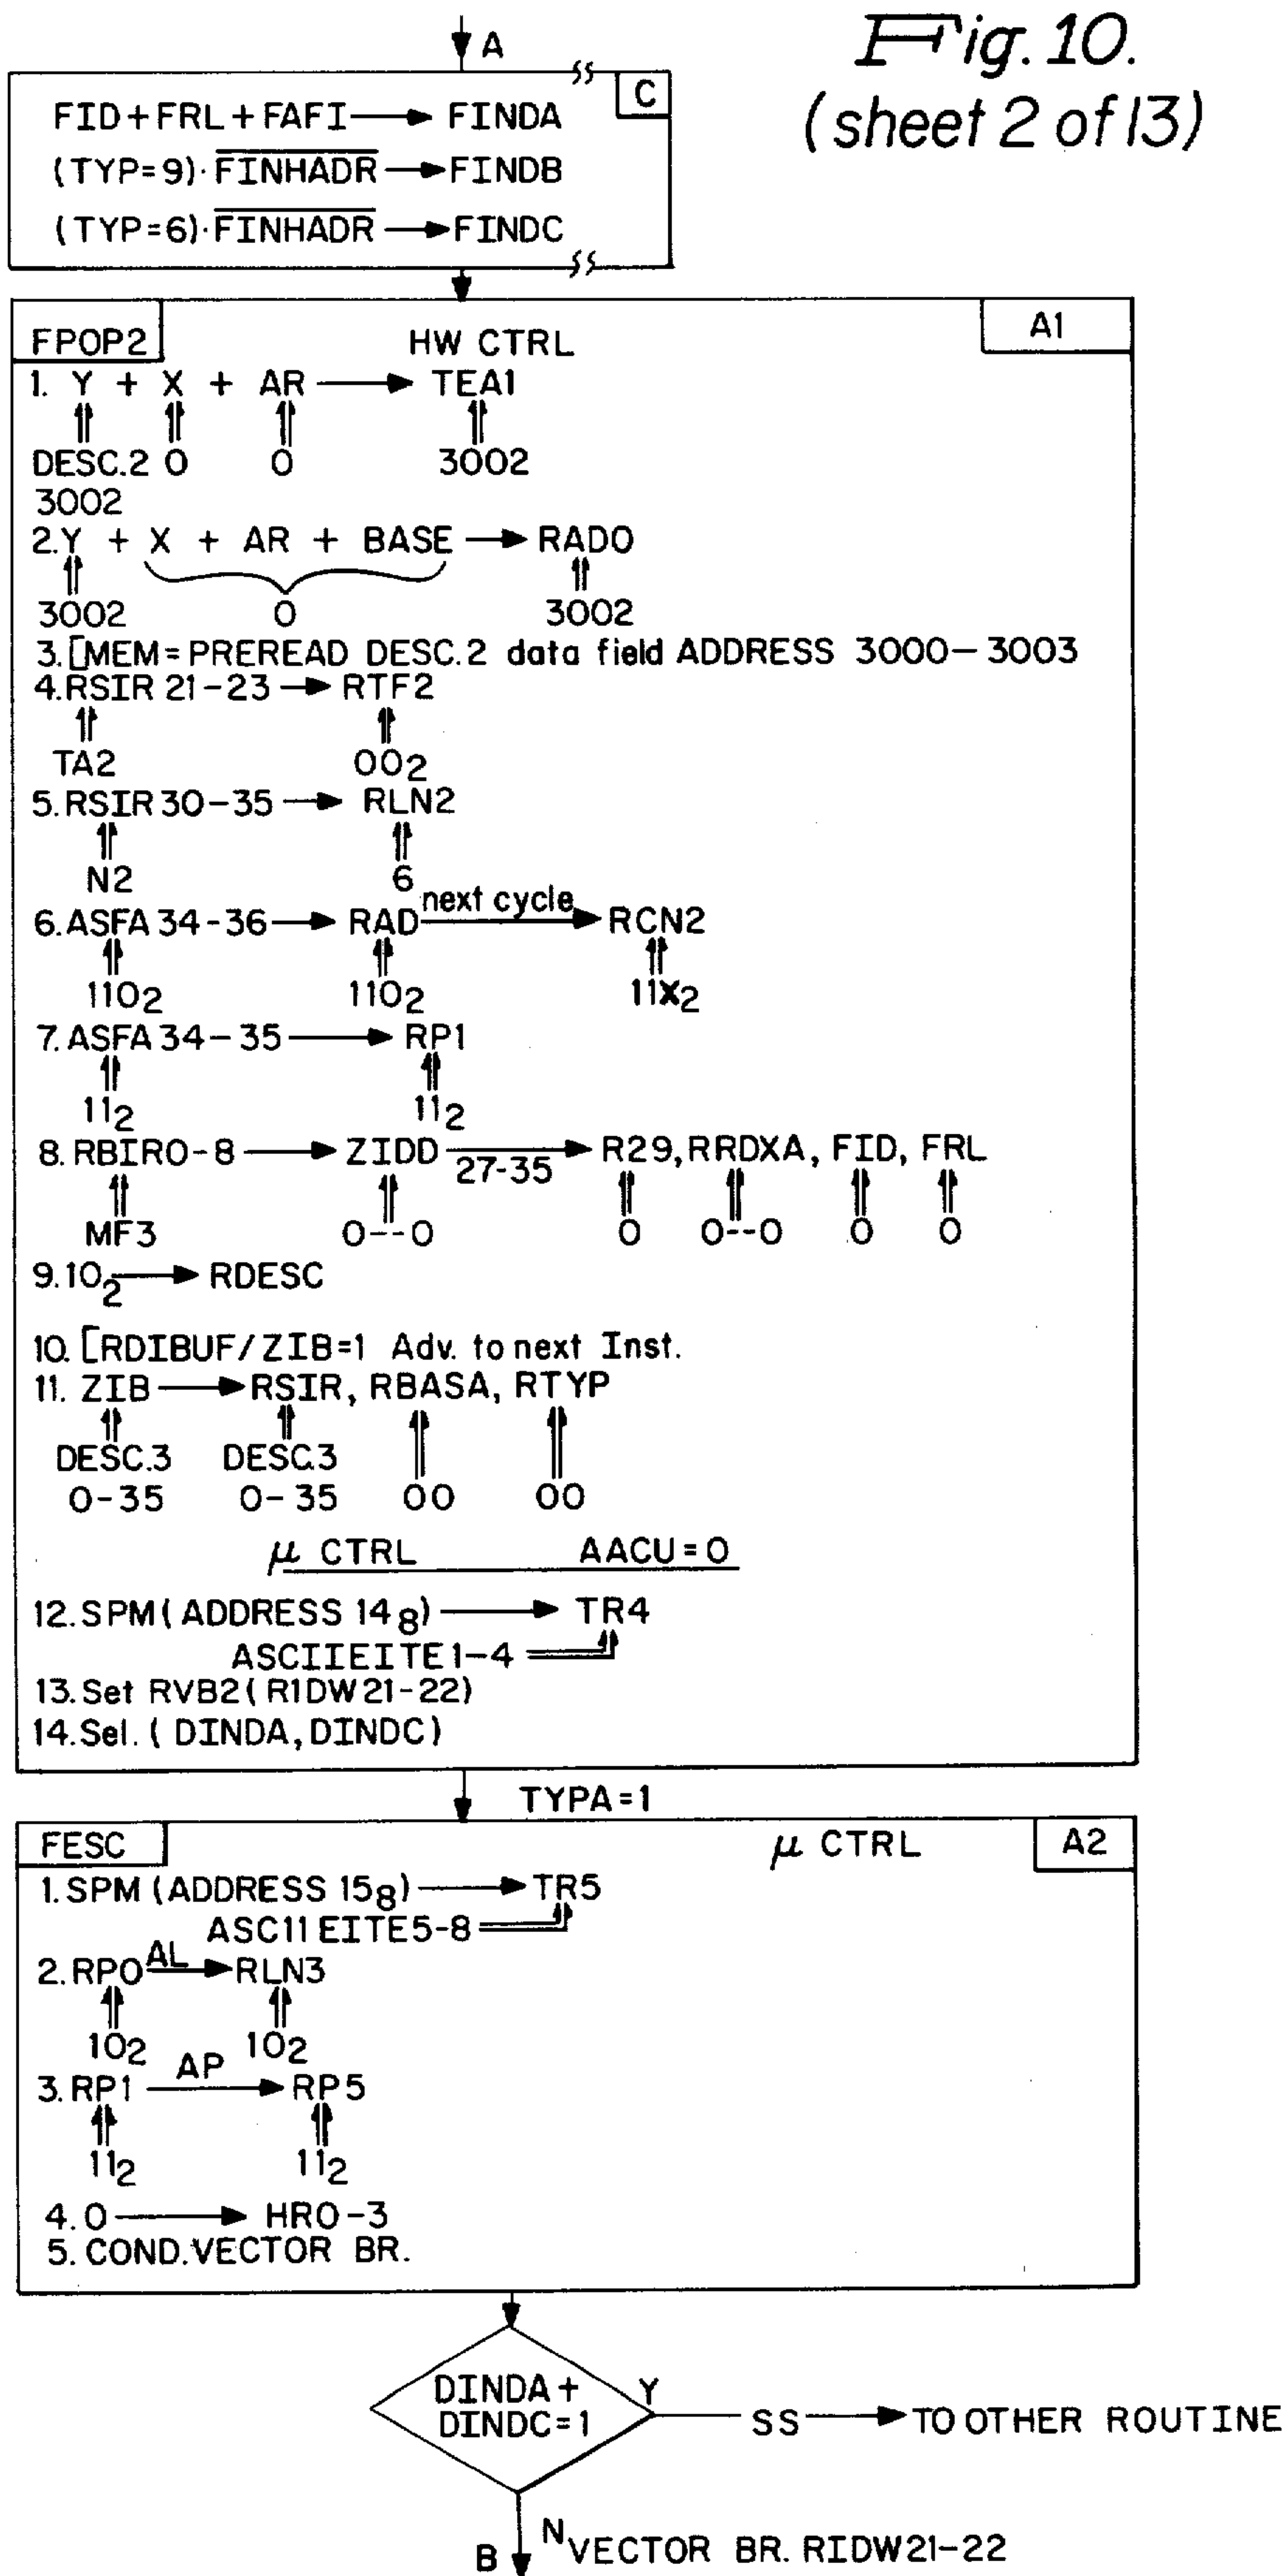 Fig. 10.
(sheet 2 of 13)
A
C
FID+FRL+FAFI → FINDA
(TYP=9)·F̅I̅N̅H̅A̅D̅R̅ → FINDB
(TYP=6)·F̅I̅N̅H̅A̅D̅R̅ → FINDC
FPOP2 HW CTRL A1
1. Y + X + AR → TEA1
DESC.2 0 0 3002
3002
2. Y + X + AR + BASE → RADO
3002 0 3002
3. [MEM=PREREAD DESC.2 data field ADDRESS 3000-3003
4. RSIR 21-23 → RTF2
TA2 00₂
5. RSIR 30-35 → RLN2
N2 6
6. ASFA 34-36 → RAD next cycle → RCN2
110₂ 110₂ 11X₂
7. ASFA 34-35 → RP1
11₂ 11₂
8. RBIRO-8 → ZIDD 27-35 → R29, RRDXA, FID, FRL
MF3 0--0 0 0--0 0 0
9. 10₂ → RDESC
10. [RDIBUF/ZIB=1 Adv. to next Inst.
11. ZIB → RSIR, RBASA, RTYP
DESC.3 DESC.3
0-35 0-35 00 00
μ CTRL AACU=0
12. SPM(ADDRESS 14₈) → TR4
ASCIIEITE1-4
13. Set RVB2(R1DW21-22)
14. Sel. (DINDA,DINDC)
TYPA=1
FESC μ CTRL A2
1. SPM (ADDRESS 15₈) → TR5
ASC11 EITE5-8
2. RPO AL → RLN3
10₂ 10₂
3. RP1 AP → RP5
11₂ 11₂
4. 0 → HRO-3
5. COND.VECTOR BR.
DINDA+
DINDC=1
Y SS → TO OTHER ROUTINE
N
B VECTOR BR. RIDW21-22